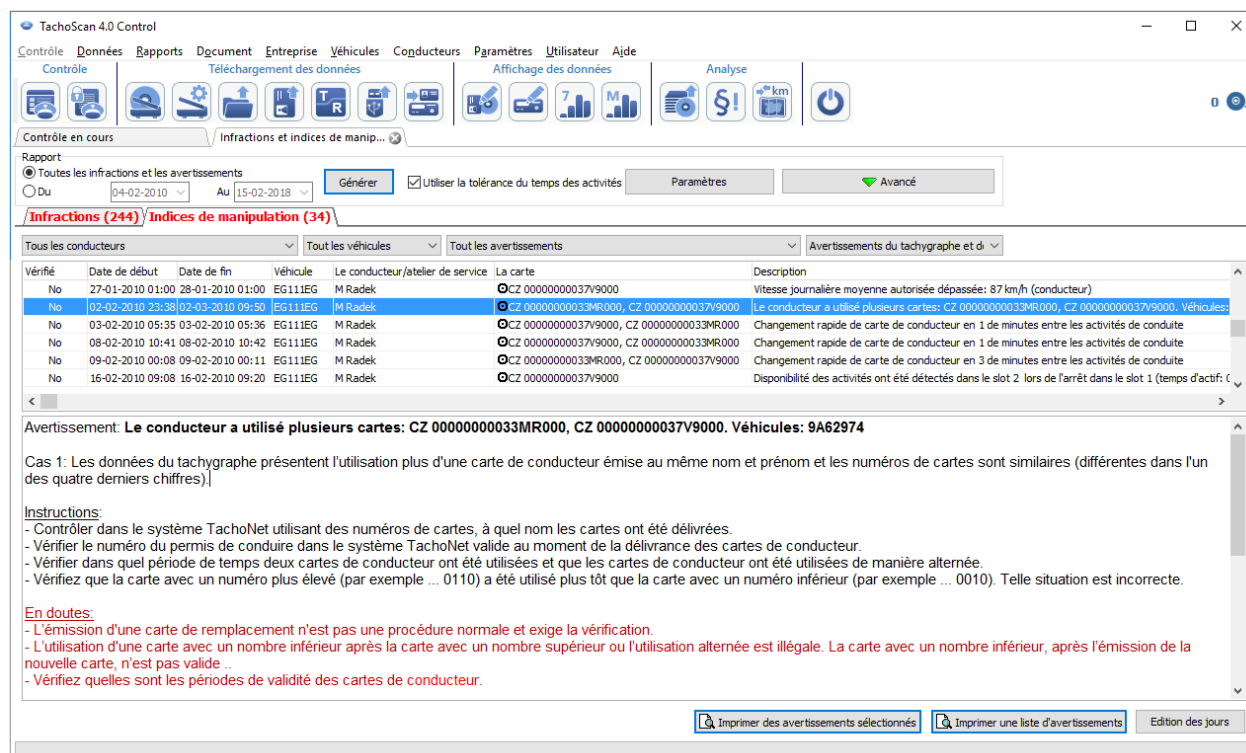 TachoScan 4.0 Control
Contrôle Données Rapports Document Entreprise Véhicules Conducteurs Paramètres Utilisateur Ajde
Contrôle Téléchargement des données Affichage des données Analyse
T R 7 M §! km 0
Contrôle en cours Infractions et indices de manip...
Rapport
Toutes les infractions et les avertissements
Du 04-02-2010 Au 15-02-2018 Générer Utiliser la tolérance du temps des activités Paramètres Avancé
Infractions (244) Indices de manipulation (34)
Tous les conducteurs Tout les véhicules Tout les avertissements Avertissements du tachygraphe et de
Vérifié Date de début Date de fin Véhicule Le conducteur/atelier de service La carte Description
No 27-01-2010 01:00 28-01-2010 01:00 EG111EG M Radek CZ 00000000037V9000 Vitesse journalière moyenne autorisée dépassée: 87 km/h (conducteur)
No 02-02-2010 23:38 02-03-2010 09:50 EG111EG M Radek CZ 00000000033MR000, CZ 00000000037V9000 Le conducteur a utilisé plusieurs cartes: CZ 00000000033MR000, CZ 00000000037V9000. Véhicules:
No 03-02-2010 05:35 03-02-2010 05:36 EG111EG M Radek CZ 00000000037V9000, CZ 00000000033MR000 Changement rapide de carte de conducteur en 1 de minutes entre les activités de conduite
No 08-02-2010 10:41 08-02-2010 10:42 EG111EG M Radek CZ 00000000037V9000, CZ 00000000033MR000 Changement rapide de carte de conducteur en 1 de minutes entre les activités de conduite
No 09-02-2010 00:08 09-02-2010 00:11 EG111EG M Radek CZ 00000000033MR000, CZ 00000000037V9000 Changement rapide de carte de conducteur en 3 de minutes entre les activités de conduite
No 16-02-2010 09:08 16-02-2010 09:20 EG111EG M Radek CZ 00000000037V9000 Disponibilité des activités ont été détectés dans le slot 2 lors de l'arrêt dans le slot 1 (temps d'actif:
Avertissement: Le conducteur a utilisé plusieurs cartes: CZ 00000000033MR000, CZ 00000000037V9000. Véhicules: 9A62974
Cas 1: Les données du tachygraphe présentent l'utilisation plus d'une carte de conducteur émise au même nom et prénom et les numéros de cartes sont similaires (différentes dans l'un
des quatre derniers chiffres).
Instructions:
- Contrôler dans le système TachoNet utilisant des numéros de cartes, à quel nom les cartes ont été délivrées.
- Vérifier le numéro du permis de conduire dans le système TachoNet valide au moment de la délivrance des cartes de conducteur.
- Vérifier dans quel période de temps deux cartes de conducteur ont été utilisées et que les cartes de conducteur ont été utilisées de manière alternée.
- Vérifiez que la carte avec un numéro plus élevé (par exemple ... 0110) a été utilisé plus tôt que la carte avec un numéro inférieur (par exemple ... 0010). Telle situation est incorrecte.
En doutes:
- L'émission d'une carte de remplacement n'est pas une procédure normale et exige la vérification.
- L'utilisation d'une carte avec un nombre inférieur après la carte avec un nombre supérieur ou l'utilisation alternée est illégale. La carte avec un nombre inférieur, après l'émission de la
nouvelle carte, n'est pas valide ..
- Vérifiez quelles sont les périodes de validité des cartes de conducteur.
Imprimer des avertissements sélectionnés Imprimer une liste d'avertissements Edition des jours